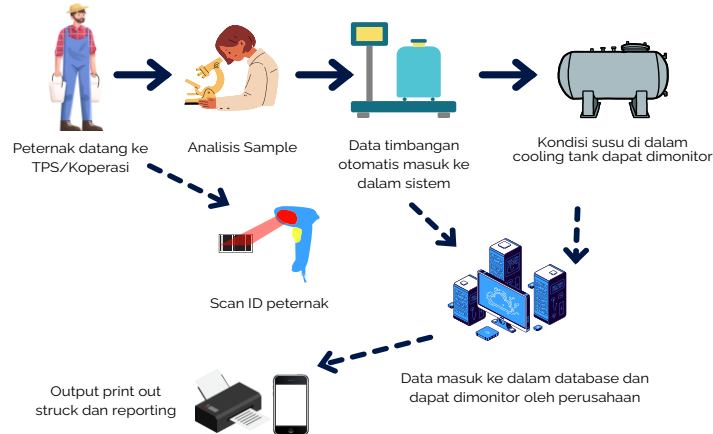 Peternak datang ke
TPS/Koperasi
Analisis Sample
Data timbangan
otomatis masuk ke
dalam sistem
Kondisi susu di dalam
cooling tank dapat dimonitor
Scan ID peternak
Data masuk ke dalam database dan
dapat dimonitor oleh perusahaan
Output print out
struck dan reporting